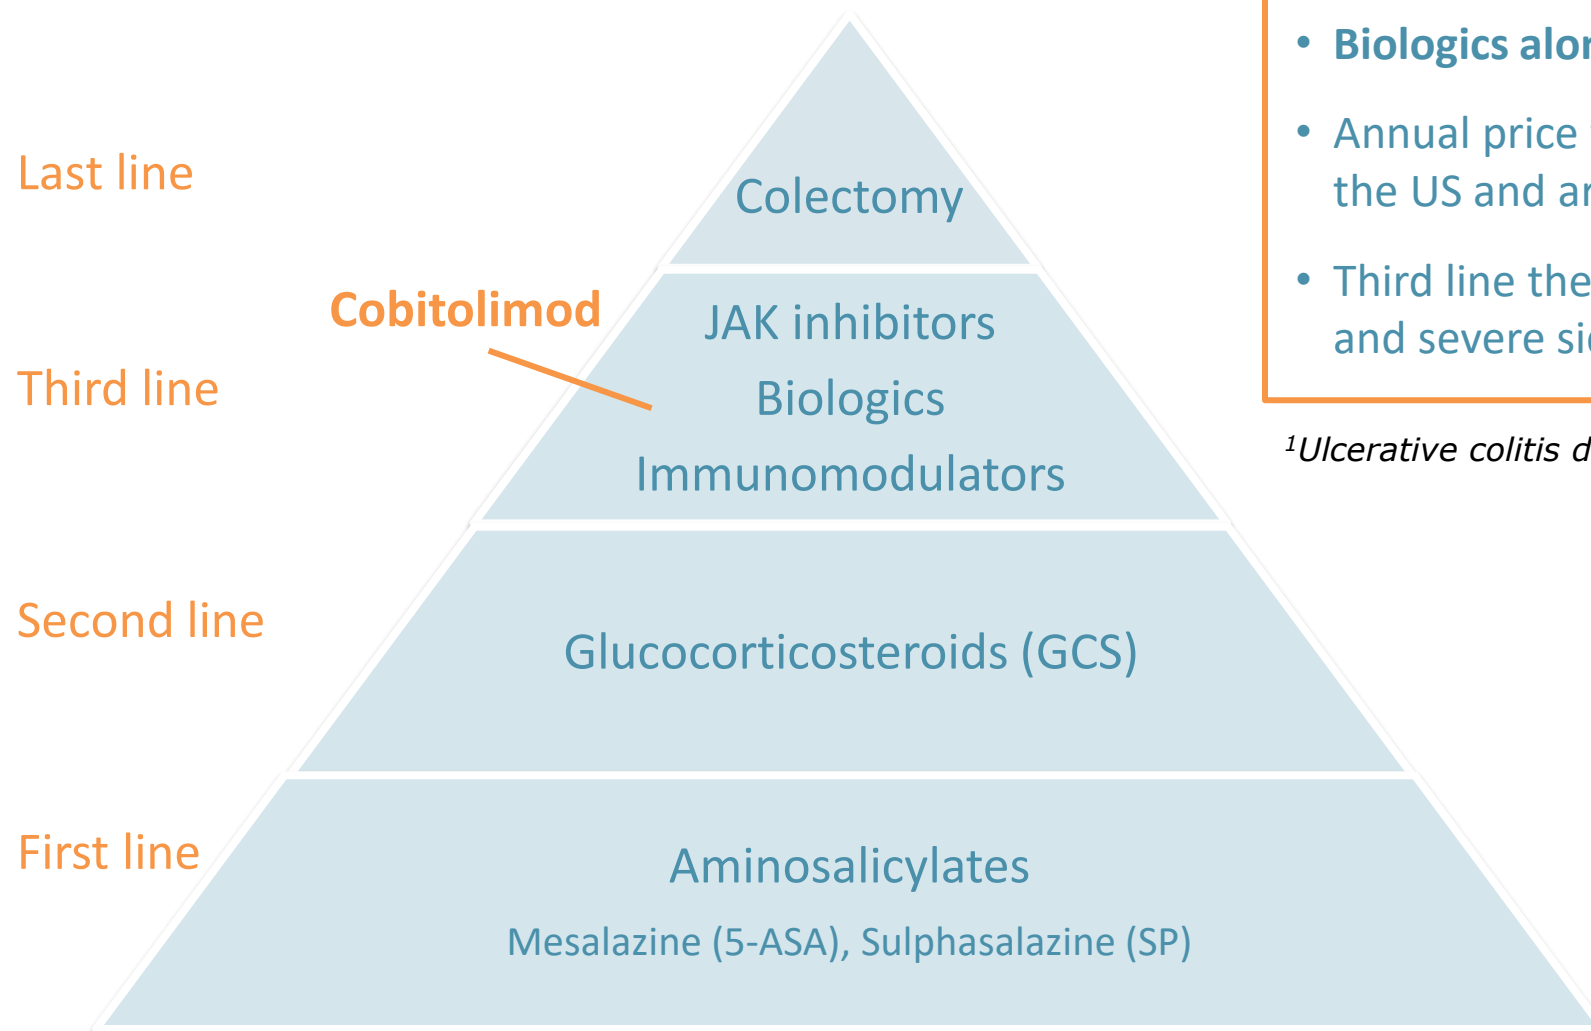 Last line
Colectomy
Cobitolimod
JAK inhibitors
Third line
Biologics
Immunomodulators
Second line
Glucocorticosteroids (GCS)
First line
Aminosalicylates
Mesalazine (5-ASA), Sulphasalazine (SP)
• Biologics
• Annual price
the US and
• Third line
and severe
¹Ulcerative colitis